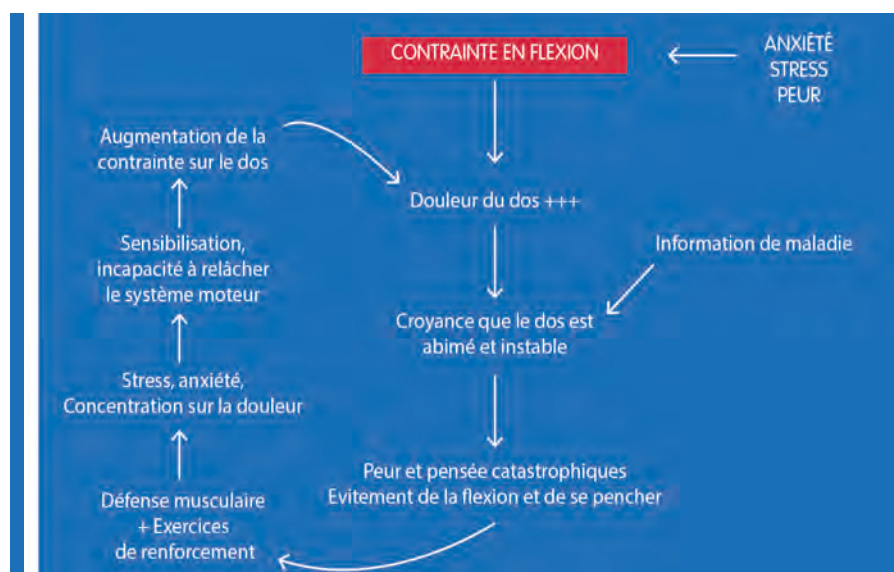 CONTRAINTE EN FLEXION
ANXIÉTÉ
STRESS
PEUR
Augmentation de la
contrainte sur le dos
Douleur du dos +++
Sensibilisation,
incapacité à relâcher
le système moteur
Information de maladie
Croyance que le dos est
abimé et instable
Stress, anxiété,
Concentration sur la douleur
Peur et pensée catastrophiques
Evitement de la flexion et de se pencher
Défense musculaire
+ Exercices
de renforcement